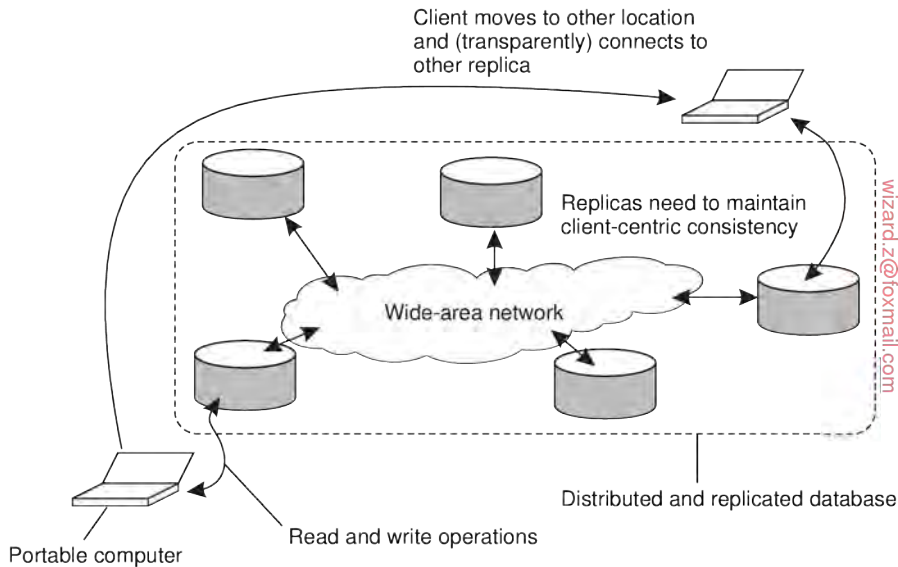 Client moves to other location
and (transparently) connects to
other replica
Replicas need to maintain
client-centric consistency
wizard.z@foxmail.com
Wide-area network
Distributed and replicated database
Read and write operations
Portable computer